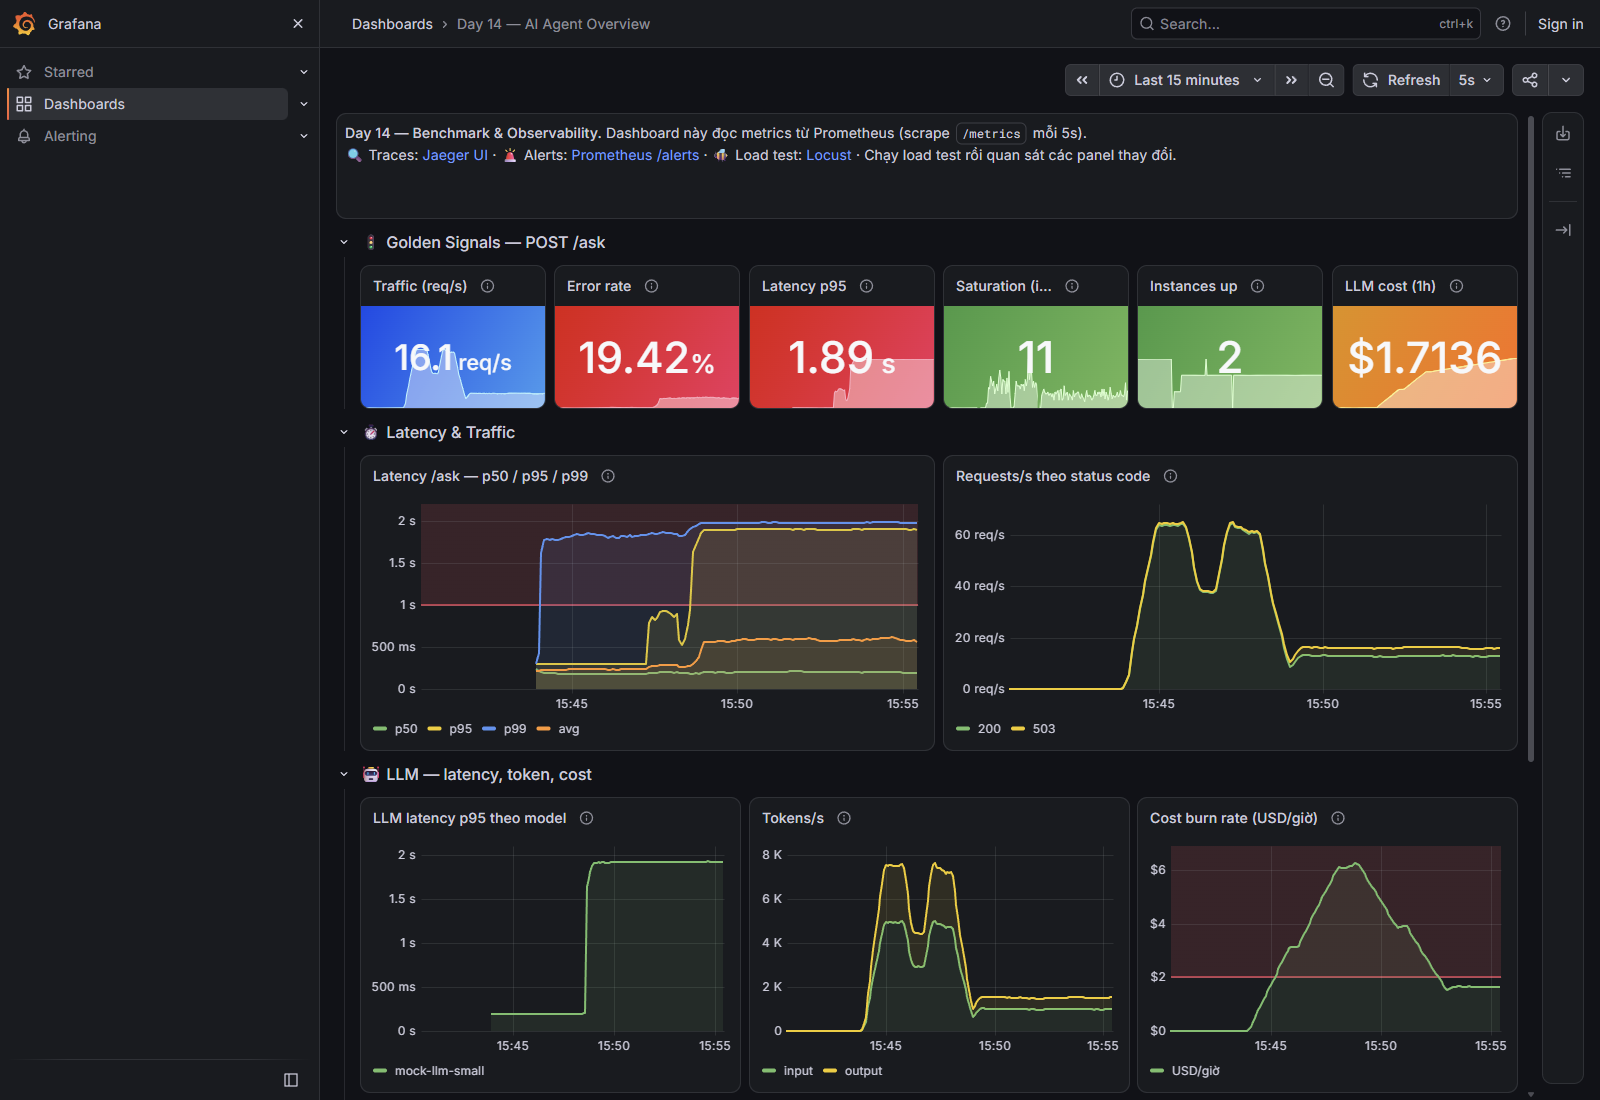 Grafana
Dashboards › Day 14 — AI Agent Overview
Search...
ctrl+k
Sign in
Starred
Dashboards
Alerting
Last 15 minutes
Refresh
5s
Day 14 — Benchmark & Observability. Dashboard này đọc metrics từ Prometheus (scrape /metrics mỗi 5s).
Traces: Jaeger UI · Alerts: Prometheus /alerts · Load test: Locust · Chạy load test rồi quan sát các panel thay đổi.
Golden Signals — POST /ask
Traffic (req/s)
16.1 req/s
Error rate
19.42%
Latency p95
1.89 s
Saturation (i...
11
Instances up
2
LLM cost (1h)
$1.7136
Latency & Traffic
Latency /ask — p50 / p95 / p99
2 s
1.5 s
1 s
500 ms
0 s
15:45 15:50 15:55
p50 p95 p99 avg
Requests/s theo status code
60 req/s
40 req/s
20 req/s
0 req/s
15:45 15:50 15:55
200 503
LLM — latency, token, cost
LLM latency p95 theo model
2 s
1.5 s
1 s
500 ms
0 s
15:45 15:50 15:55
mock-llm-small
Tokens/s
8 K
6 K
4 K
2 K
0
15:45 15:50 15:55
input output
Cost burn rate (USD/giờ)
$6
$4
$2
$0
15:45 15:50 15:55
USD/giờ